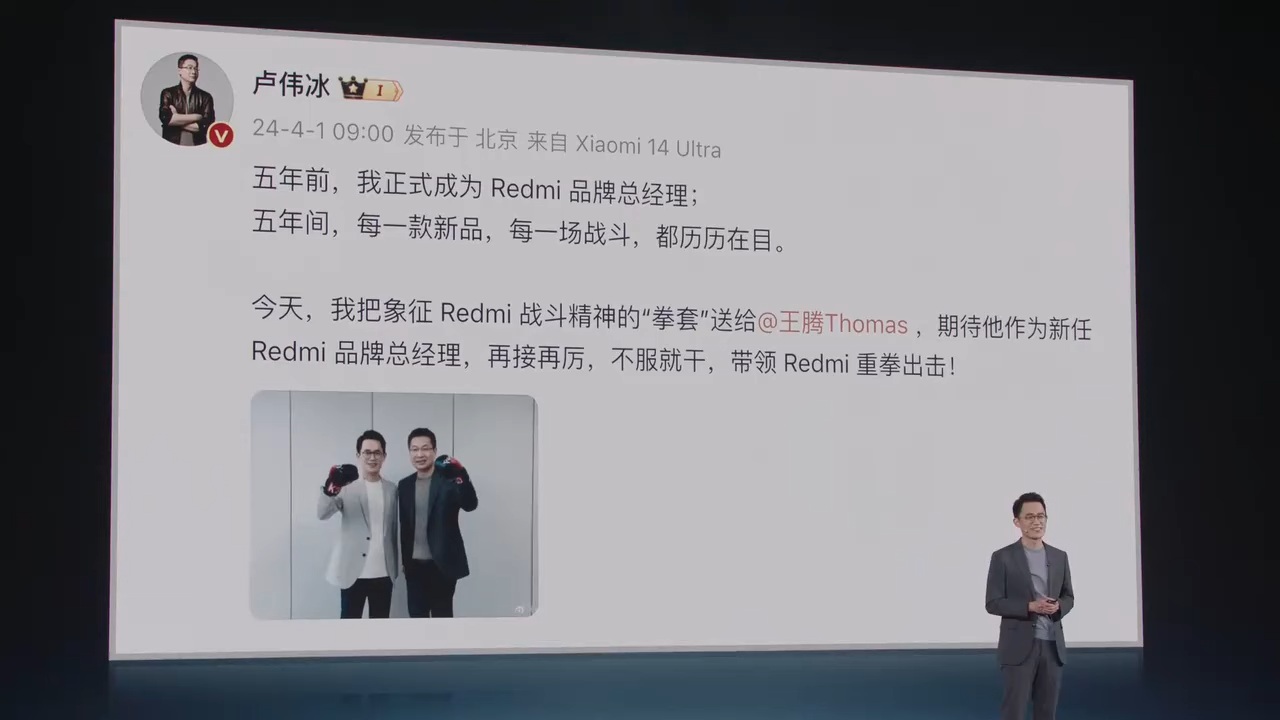 卢伟冰
I
V
24-4-1 09:00 发布于 北京 来自 Xiaomi 14 Ultra
五年前，我正式成为 Redmi 品牌总经理；
五年间，每一款新品，每一场战斗，都历历在目。
今天，我把象征 Redmi 战斗精神的“拳套”送给@王腾Thomas ，期待他作为新任
Redmi 品牌总经理，再接再厉，不服就干，带领 Redmi 重拳出击！